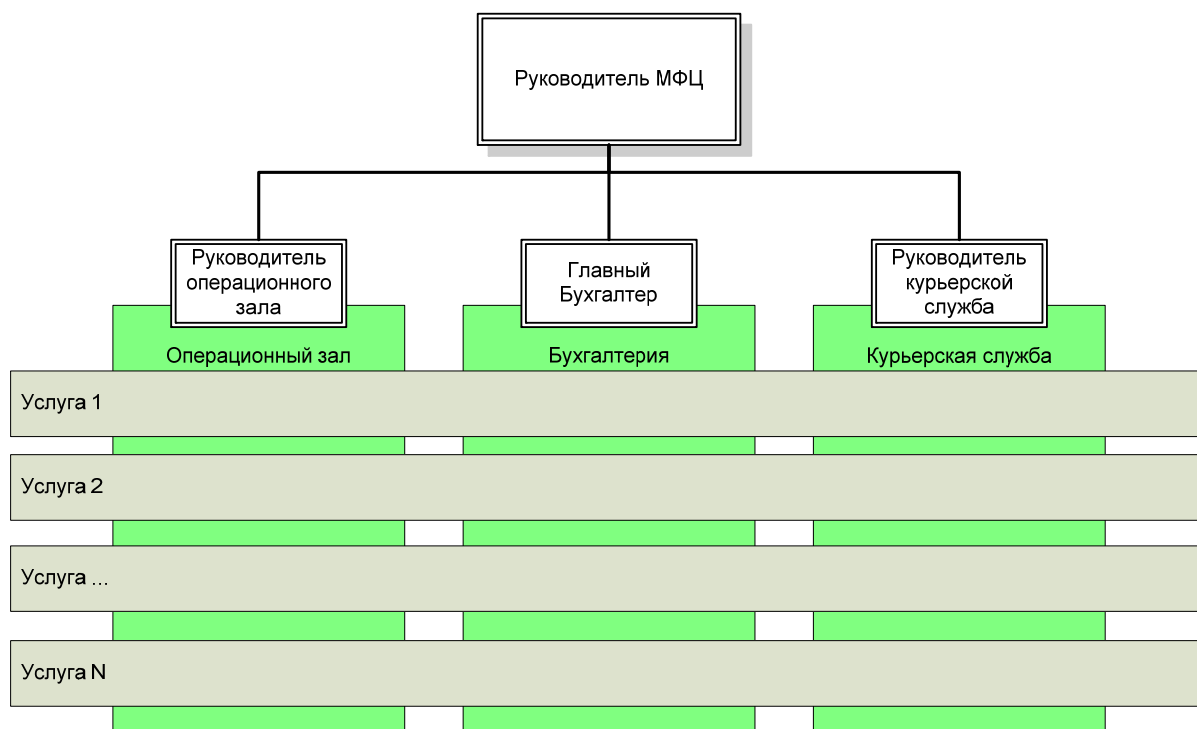 Руководитель МФЦ
Руководитель
операционного
зала
Главный
Бухгалтер
Руководитель
курьерской
служба
Операционный зал
Бухгалтерия
Курьерская служба
Услуга 1
Услуга 2
Услуга ...
Услуга N